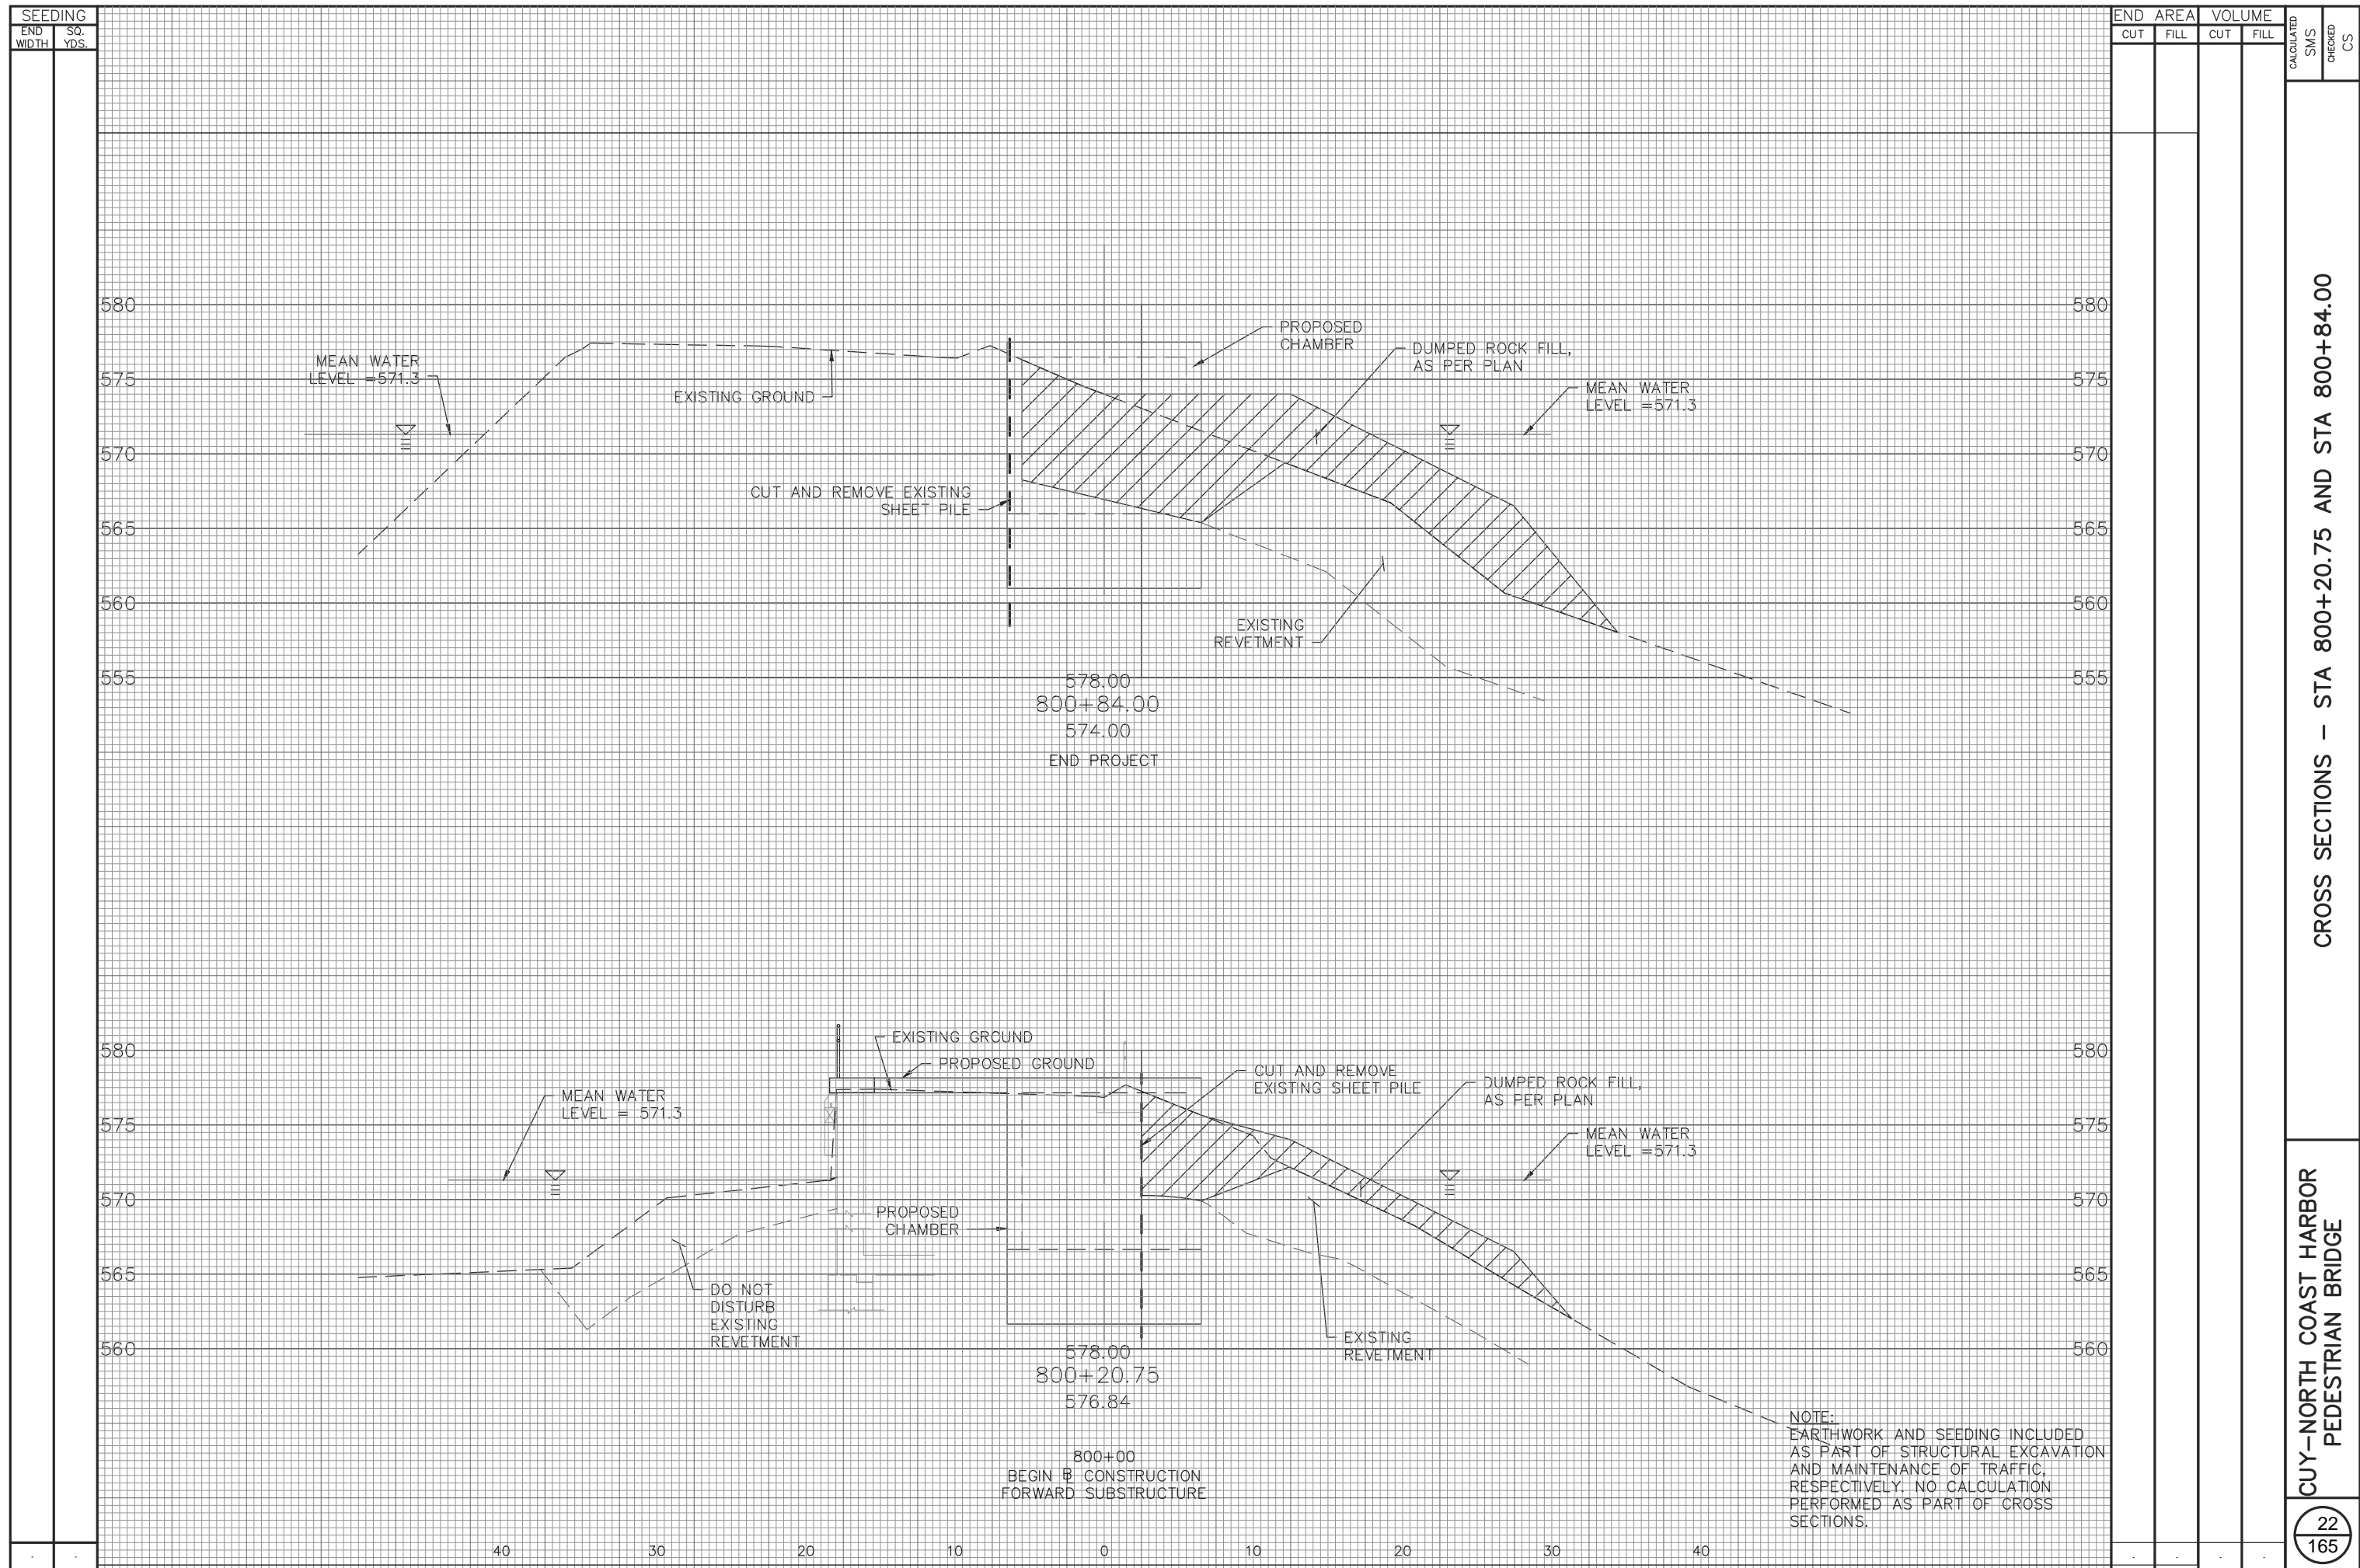 SEEDING
END WIDTH
SQ. YDS.
END AREA
VOLUME
CUT
FILL
CUT
FILL
CALCULATED
SMS
CHECKED
CS
580
580
PROPOSED
CHAMBER
DUMPED ROCK FILL,
AS PER PLAN
MEAN WATER
LEVEL =571.3
575
575
EXISTING GROUND
MEAN WATER
LEVEL =571.3
570
570
CUT AND REMOVE EXISTING
SHEET PILE
565
565
560
560
EXISTING
REVETMENT
555
555
578.00
800+84.00
574.00
END PROJECT
EXISTING GROUND
580
580
PROPOSED GROUND
CUT AND REMOVE
EXISTING SHEET PILE
DUMPED ROCK FILL,
AS PER PLAN
MEAN WATER
LEVEL = 571.3
575
575
MEAN WATER
LEVEL =571.3
570
570
PROPOSED
CHAMBER
565
565
DO NOT
DISTURB
EXISTING
REVETMENT
EXISTING
REVETMENT
560
560
578.00
800+20.75
576.84
800+00
BEGIN B CONSTRUCTION
FORWARD SUBSTRUCTURE
NOTE:
EARTHWORK AND SEEDING INCLUDED
AS PART OF STRUCTURAL EXCAVATION
AND MAINTENANCE OF TRAFFIC,
RESPECTIVELY. NO CALCULATION
PERFORMED AS PART OF CROSS
SECTIONS.
40 30 20 10 0 10 20 30 40
CROSS SECTIONS - STA 800+20.75 AND STA 800+84.00
CUY-NORTH COAST HARBOR
PEDESTRIAN BRIDGE
22
165